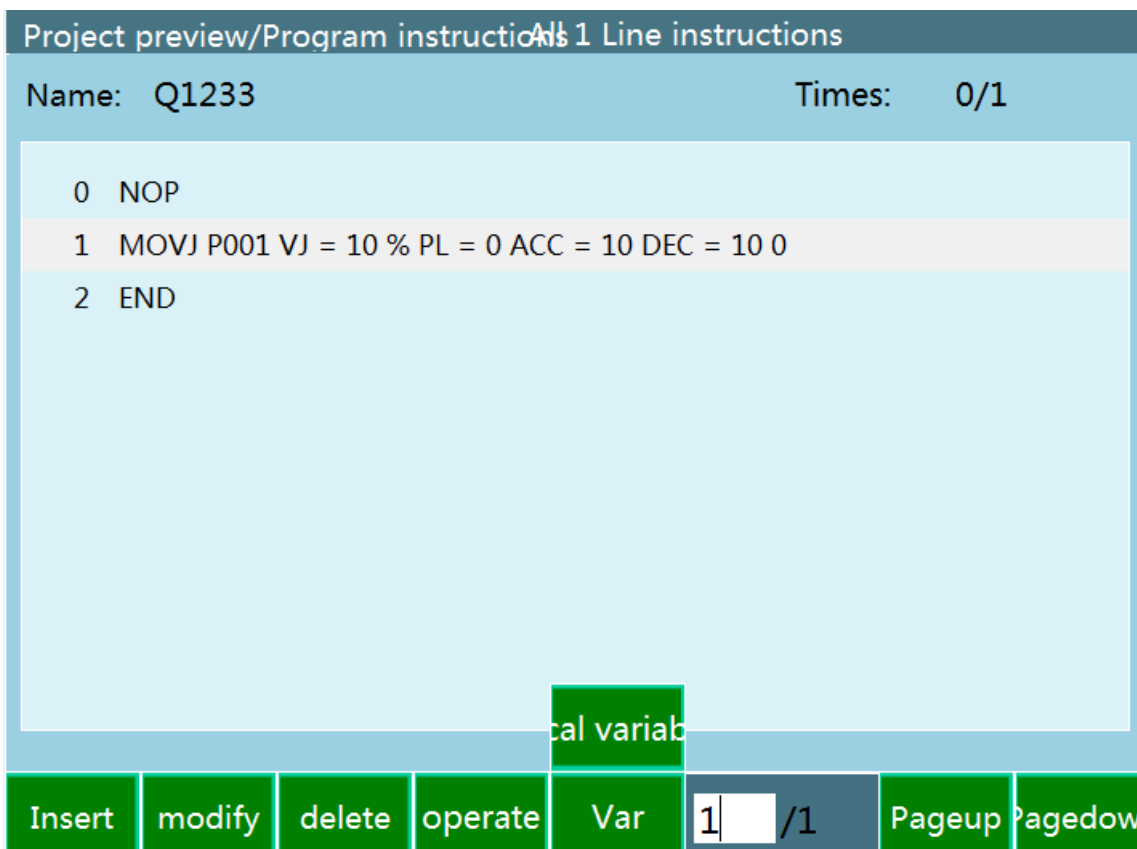 Project preview/Program instructions All 1 Line instructions
Name: Q1233 Times: 0/1
0 NOP
1 MOVJ P001 VJ = 10 % PL = 0 ACC = 10 DEC = 10 0
2 END
cal variab
Insert modify delete operate Var 1 /1 Pageup Pagedow